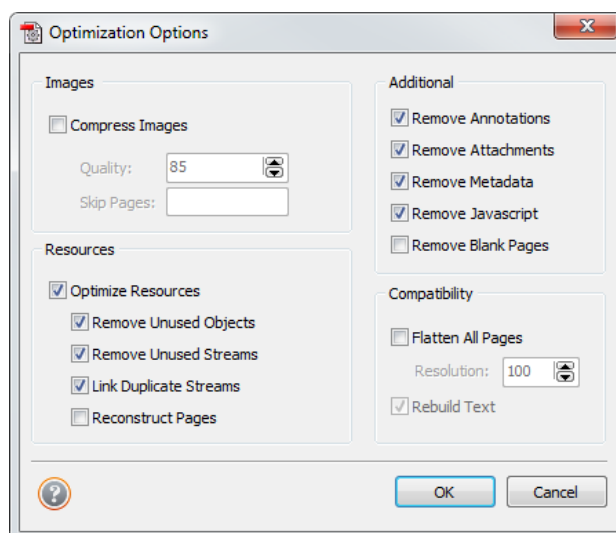 Optimization Options
Images
Compress Images
Quality: 85
Skip Pages:
Resources
Optimize Resources
Remove Unused Objects
Remove Unused Streams
Link Duplicate Streams
Reconstruct Pages
Additional
Remove Annotations
Remove Attachments
Remove Metadata
Remove Javascript
Remove Blank Pages
Compatibility
Flatten All Pages
Resolution: 100
Rebuild Text
?
OK
Cancel